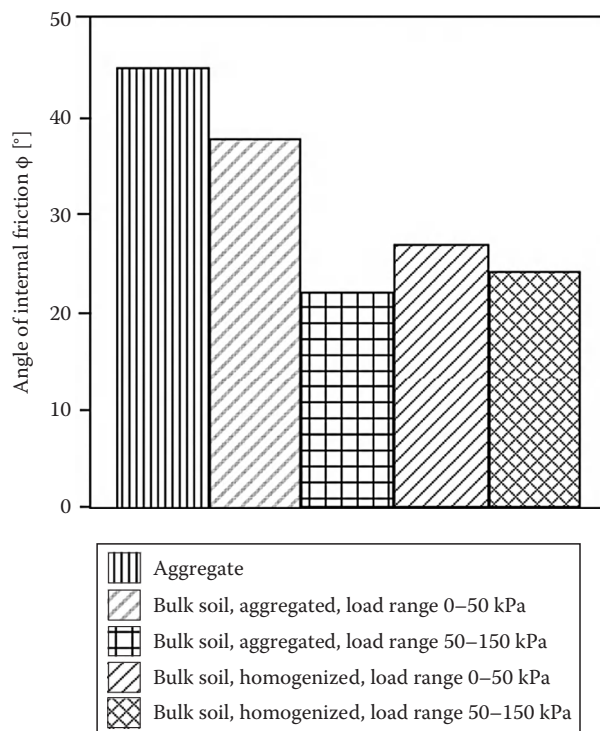 50
40
30
20
10
0
Angle of internal friction ϕ [°]
Aggregate
Bulk soil, aggregated, load range 0–50 kPa
Bulk soil, aggregated, load range 50–150 kPa
Bulk soil, homogenized, load range 0–50 kPa
Bulk soil, homogenized, load range 50–150 kPa